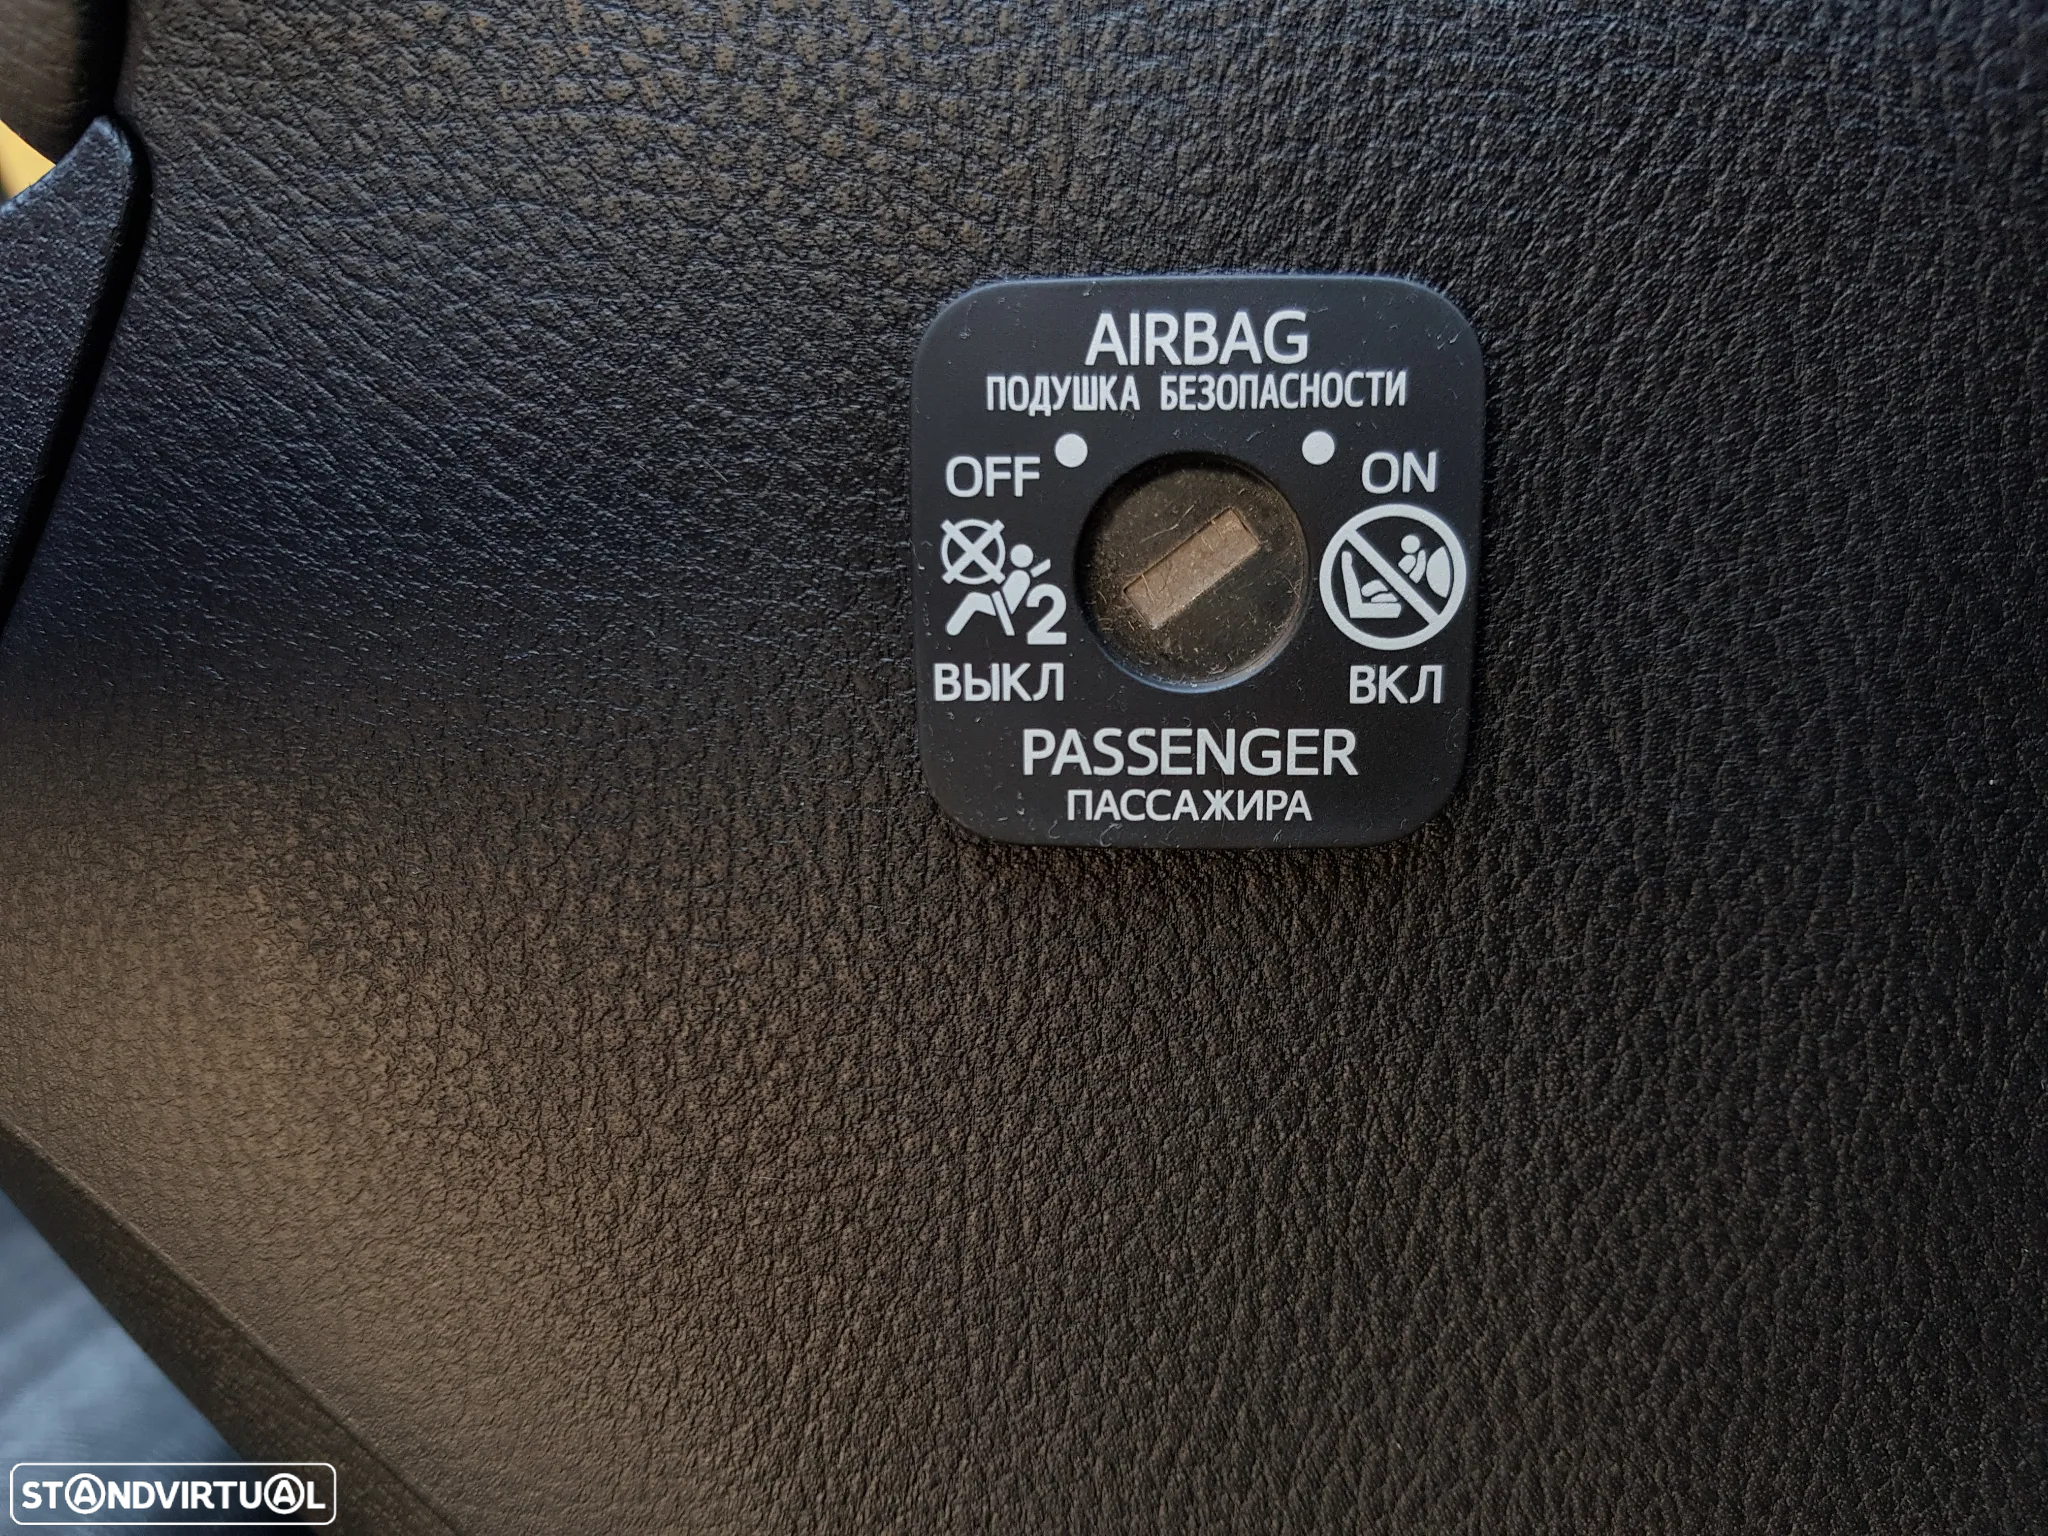 AIRBAG
ПОДУШКА БЕЗОПАСНОСТИ
OFF
ON
2
ВЫКЛ
ВКЛ
PASSENGER
ПАССАЖИРА
STANDVIRTUAL